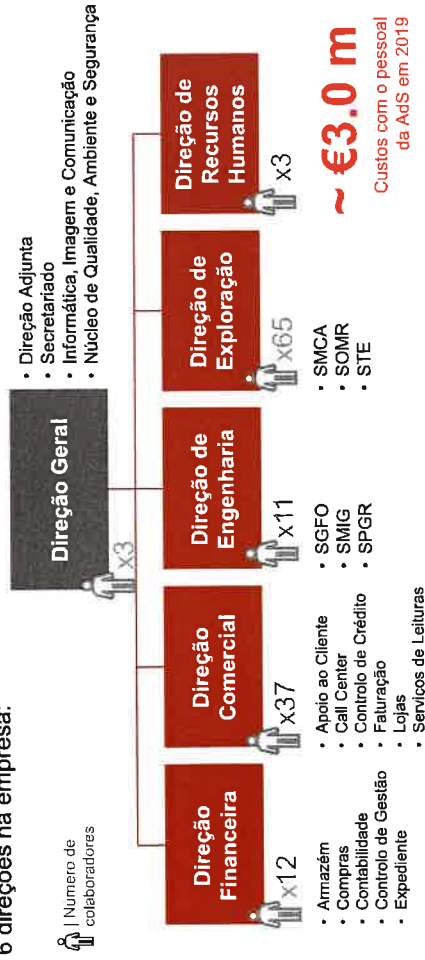 6 direções na empresa:
Número de
colaboradores
Direção Geral
x3
• Direção Adjunta
• Secretariado
• Informática, Imagem e Comunicação
• Núcleo de Qualidade, Ambiente e Segurança
Direção
Financeira
x12
• Armazém
• Compras
• Contabilidade
• Controlo de Gestão
• Expediente
Direção
Comercial
x37
• Apoio ao Cliente
• Call Center
• Controlo de Crédito
• Faturação
• Lojas
• Serviços de Leituras
Direção de
Engenharia
x11
• SGFO
• SMIG
• SPGR
Direção de
Exploração
x65
• SMCA
• SOMR
• STE
Direção de
Recursos
Humanos
x3
~ €3.0 m
Custos com o pessoal
da AdS em 2019